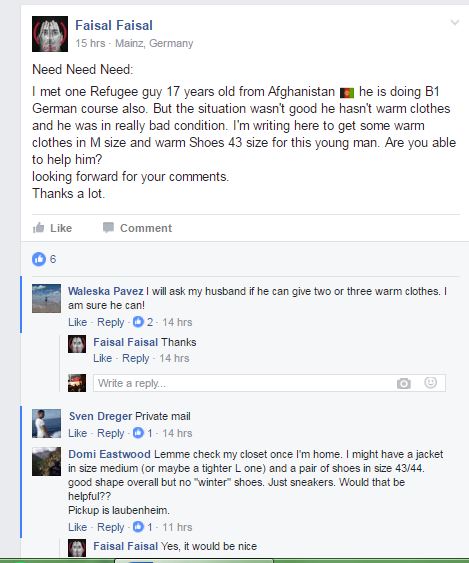 Faisal Faisal
15 hrs · Mainz, Germany
Need Need Need:
I met one Refugee guy 17 years old from Afghanistan 🇦🇫 he is doing B1
German course also. But the situation wasn't good he hasn't warm clothes
and he was in really bad condition. I'm writing here to get some warm
clothes in M size and warm Shoes 43 size for this young man. Are you able
to help him?
looking forward for your comments.
Thanks a lot.
Like Comment
6
Waleska Pavez I will ask my husband if he can give two or three warm clothes. I
am sure he can!
Like · Reply · 2 · 14 hrs
Faisal Faisal Thanks
Like · Reply · 14 hrs
Write a reply...
Sven Dreger Private mail
Like · Reply · 1 · 14 hrs
Domi Eastwood Lemme check my closet once I'm home. I might have a jacket
in size medium (or maybe a tighter L one) and a pair of shoes in size 43/44.
good shape overall but no "winter" shoes. Just sneakers. Would that be
helpful??
Pickup is laubenheim.
Like · Reply · 1 · 11 hrs
Faisal Faisal Yes, it would be nice